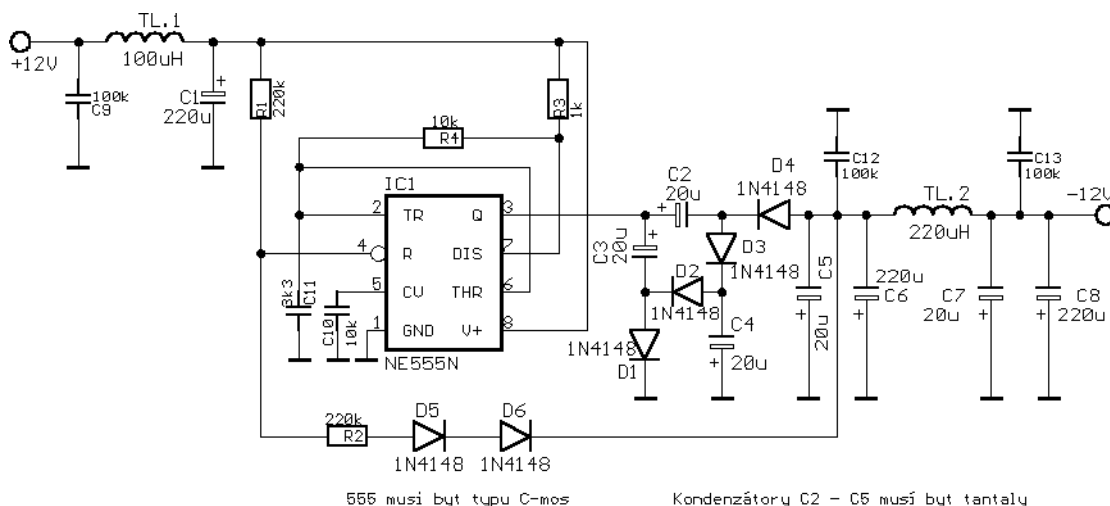 TL.1
100uH
+12V
100k
C9
C1
220u
R1
220k
R3
1k
10k
R4
IC1
2 TR Q 3
4 R DIS 7
5 CV THR 6
1 GND V+ 8
NE555N
3k3
C11
C10
10k
C2
20u
C3
20u
D4
1N4148
D3
1N4148
D2
1N4148
1N4148
D1
C4
20u
C12
100k
C5
20u
220u
C6
TL.2
220uH
C7
20u
C13
100k
-12V
C8
220u
220k
R2
D5
1N4148
D6
1N4148
555 musi byt typu C-mos
Kondenzátory C2 - C5 musí byt tantaly